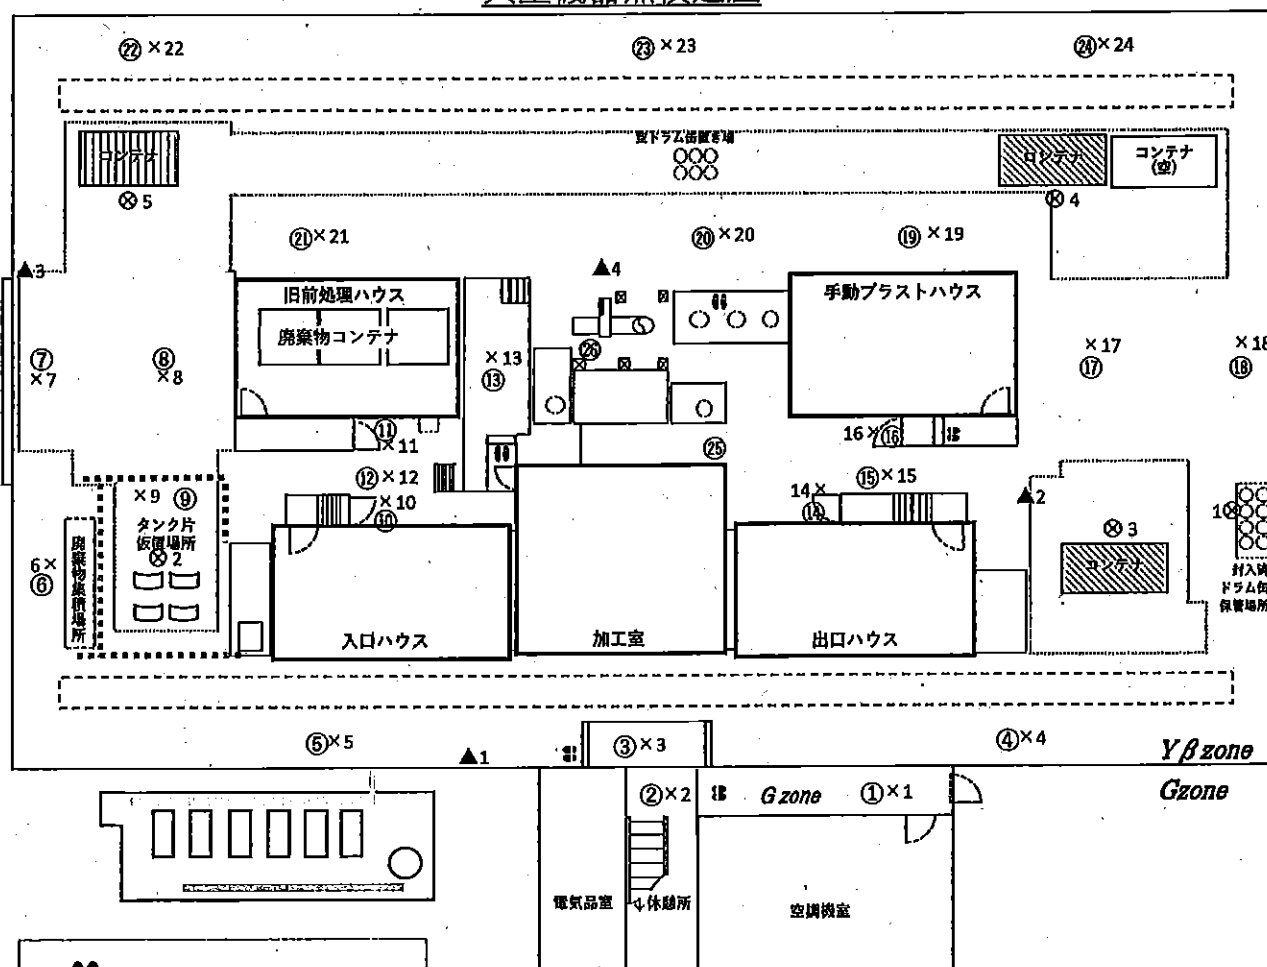 ㉒ ×22
㉓ ×23
㉔ ×24
コンテナ
空ドラム缶置き場
コンテナ
コンテナ
(空)
⊗ 5
⊗ 4
㉑ ×21
⑳ ×20
⑲ ×19
▲3
▲4
旧前処理ハウス
廃棄物コンテナ
手動ブラストハウス
⑦
×7
⑧
×8
×13
⑬
㉖
×17
⑰
×18
⑱
⑪
×11
16×
⑯
⑫ ×12
㉕
⑮ ×15
×9 ⑨
タンク片
仮置場所
⊗ 2
×10
⑩
14×
⑭
▲2
1⊗
⊗ 3
コンテナ
6×
⑥
廃棄物集積場所
封入済
ドラム缶
保管場所
入口ハウス
加工室
出口ハウス
⑤ ×5
▲1
③ ×3
④ ×4
Yβzone
Gzone
② ×2
Gzone
① ×1
電気品室
休憩所
空調機室